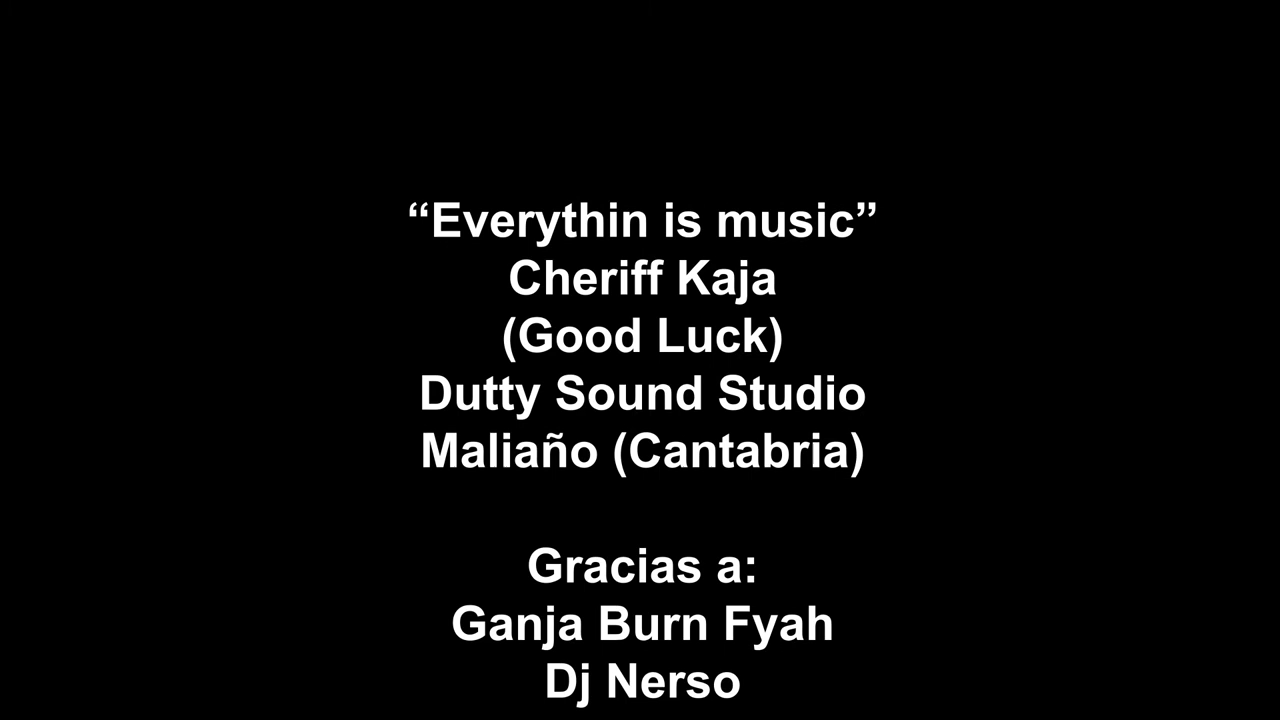 “Everythin is music”
Cheriff Kaja
(Good Luck)
Dutty Sound Studio
Maliaño (Cantabria)
Gracias a:
Ganja Burn Fyah
Dj Nerso